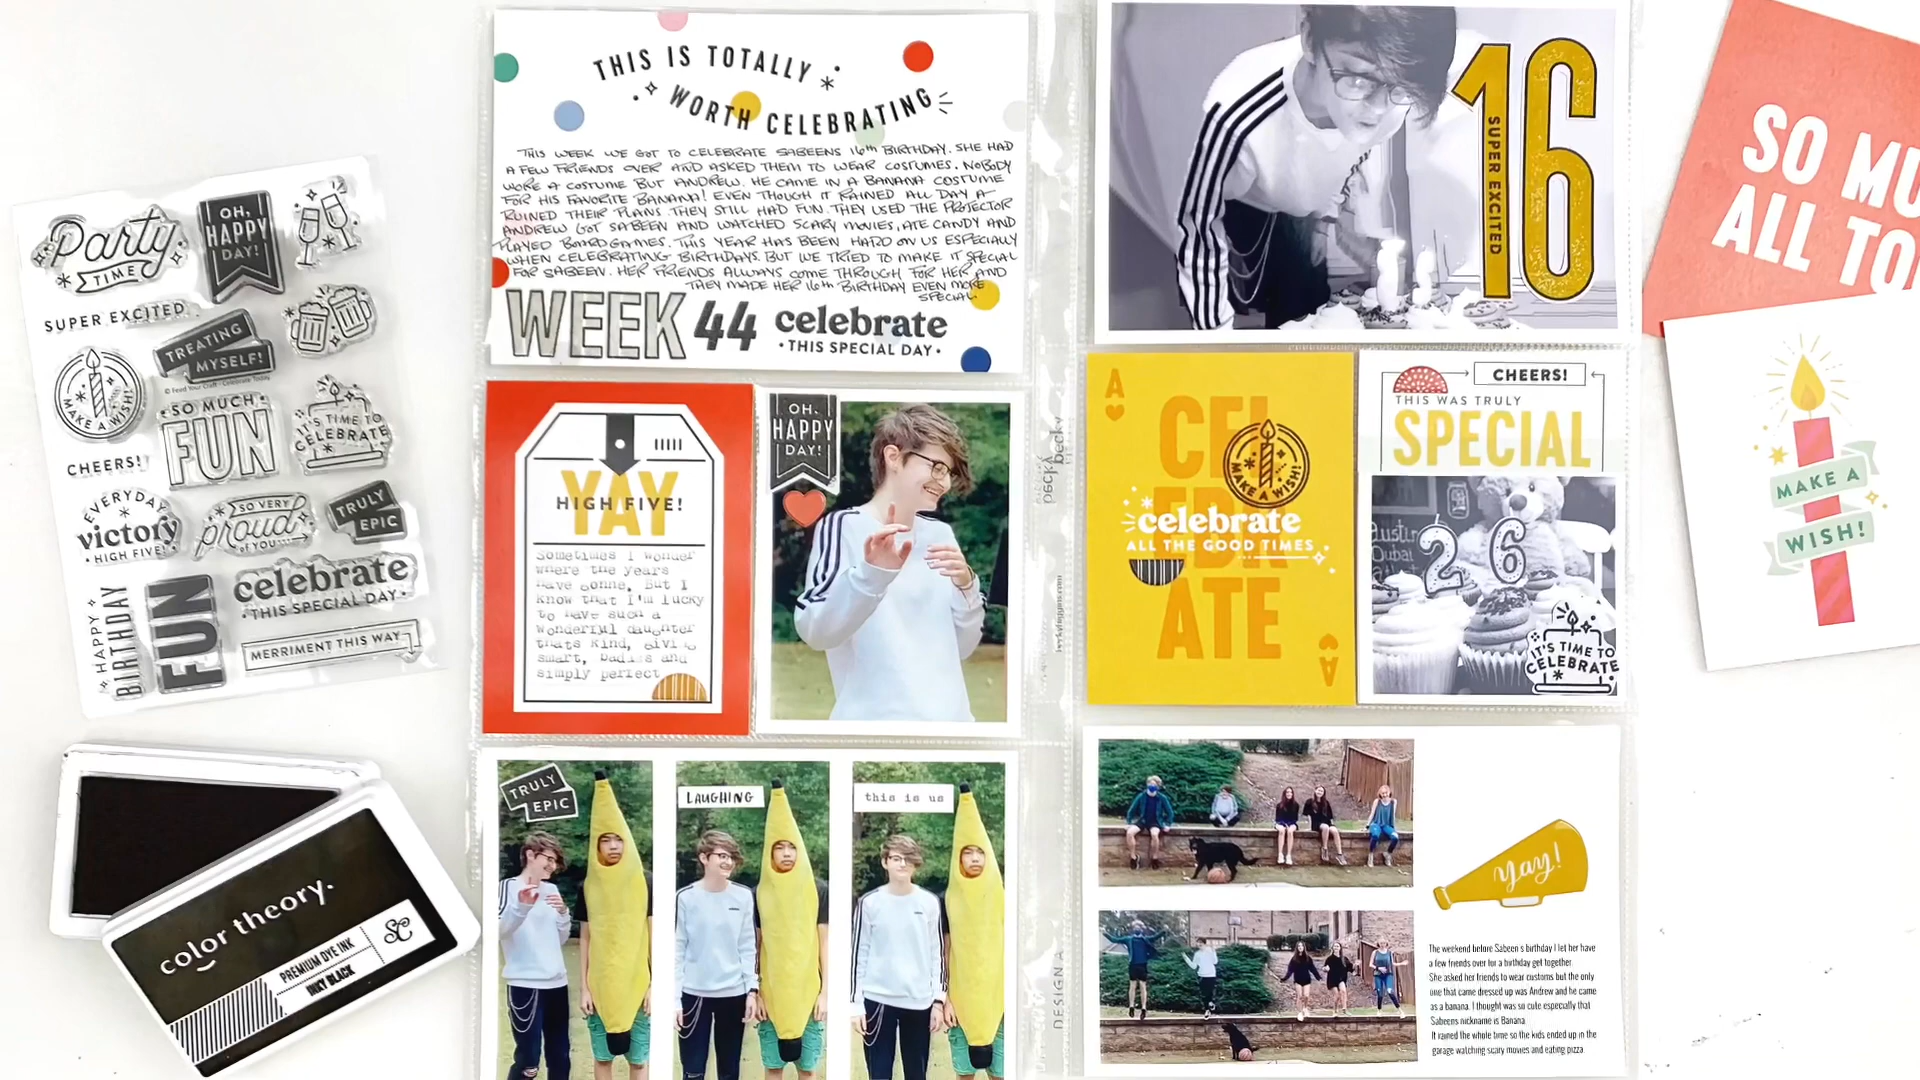 Party
TIME
OH,
HAPPY
DAY!
SUPER EXCITED
TREATING
MYSELF!
© Feed Your Craft - Celebrate Today
MAKE A WISH!
SO MUCH
FUN
IT'S TIME TO
CELEBRATE
CHEERS!
EVERYDAY
victory
HIGH FIVE!
SO VERY
proud
OF YOU
TRULY
EPIC
HAPPY
BIRTHDAY
FUN
celebrate
•THIS SPECIAL DAY•
MERRIMENT THIS WAY
color theory.
PREMIUM DYE INK
INKY BLACK
SC
THIS IS TOTALLY
WORTH CELEBRATING
THIS WEEK WE GOT TO CELEBRATE SABEENS 16th BIRTHDAY. SHE HAD
A FEW FRIENDS OVER AND ASKED THEM TO WEAR COSTUMES. NOBODY
WORE A COSTUME BUT ANDREW. HE CAME IN A BANANA COSTUME
FOR HIS FAVORITE BANANA! EVEN THOUGH IT RAINED ALL DAY A
RUINED THEIR PLANS. THEY STILL HAD FUN. THEY USED THE PROJECTOR
ANDREW GOT SABEEN AND WATCHED SCARY MOVIES, ATE CANDY AND
PLAYED BOARD GAMES. THIS YEAR HAS BEEN HARD ON US ESPECIALLY
WHEN CELEBRATING BIRTHDAYS. BUT WE TRIED TO MAKE IT SPECIAL
FOR SABEEN. HER FRIENDS ALWAYS COME THROUGH FOR HER AND
THEY MADE HER 16th BIRTHDAY EVEN MORE
SPECIAL.
WEEK 44 celebrate
•THIS SPECIAL DAY•
YAY
HIGH FIVE!
Sometimes I wonder
where the years
have gonne. But I
know that I'm lucky
to have such a
wonderful daughter
thats kind,
smart, and
simply perfect
OH,
HAPPY
DAY!
TRULY
EPIC
LAUGHING
this is us
DESIGN A
16
SUPER EXCITED
A
CELEBRATE
MAKE A WISH!
celebrate
ALL THE GOOD TIMES
A
CHEERS!
THIS WAS TRULY
SPECIAL
austin
Dubai
26
IT'S TIME TO
CELEBRATE
Yay!
The weekend before Sabeen's birthday I let her have
a few friends over for a birthday get together.
She asked her friends to wear customs but the only
one that came dressed up was Andrew and he came
as a banana. I thought was so cute especially that
Sabeens nickname is Banana.
It rained the whole time so the kids ended up in the
garage watching scary movies and eating pizza.
SO MU
ALL TO
MAKE A
WISH!